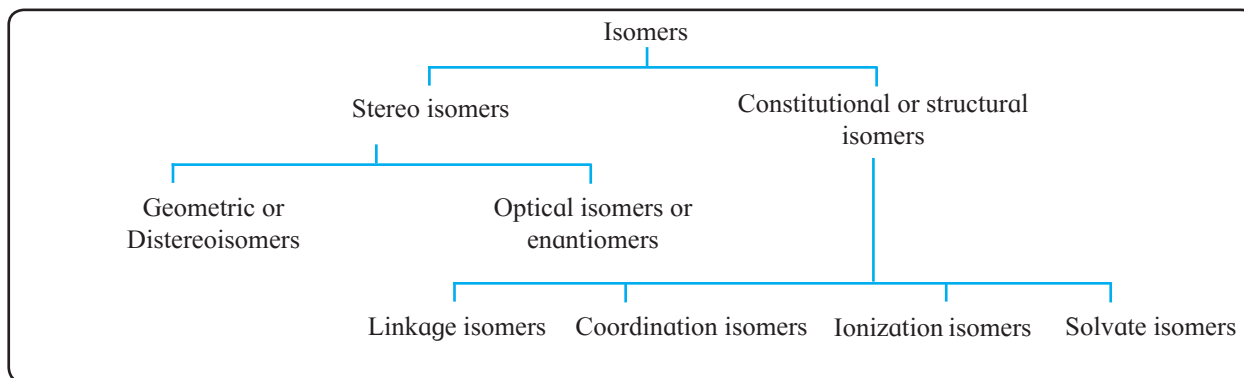 Isomers
Stereo isomers
Constitutional or structural
isomers
Geometric or
Distereoisomers
Optical isomers or
enantiomers
Linkage isomers
Coordination isomers
Ionization isomers
Solvate isomers